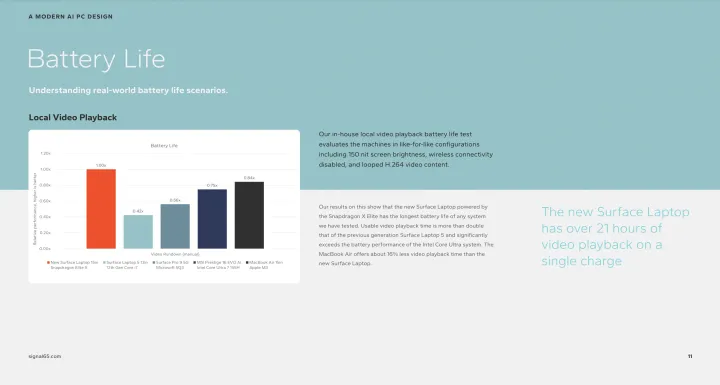 A MODERN AI PC DESIGN
Battery Life
Understanding real-world battery life scenarios.
Local Video Playback
Battery Life
1.20x
1.00x
0.80x
0.60x
0.40x
0.20x
0.00x
Relative performance, higher is better
1.00x
0.42x
0.56x
0.75x
0.84x
Video Rundown (manual)
New Surface Laptop 15in
Snapdragon Elite X
Surface Laptop 5 15in
12th Gen Core i7
Surface Pro 9 5G
Microsoft SQ3
MSI Prestige 16 EVO AI
Intel Core Ultra 7 155H
MacBook Air 15in
Apple M3
Our in-house local video playback battery life test
evaluates the machines in like-for-like configurations
including 150 nit screen brightness, wireless connectivity
disabled, and looped H.264 video content.
Our results on this show that the new Surface Laptop powered by
the Snapdragon X Elite has the longest battery life of any system
we have tested. Usable video playback time is more than double
that of the previous generation Surface Laptop 5 and significantly
exceeds the battery performance of the Intel Core Ultra system. The
MacBook Air offers about 16% less video playback time than the
new Surface Laptop.
The new Surface Laptop
has over 21 hours of
video playback on a
single charge
signal65.com
11